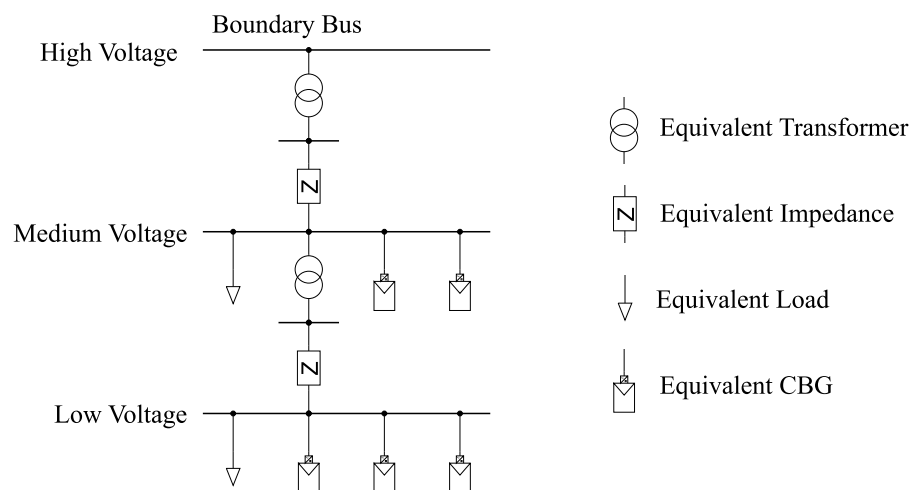 Boundary Bus
High Voltage
Equivalent Transformer
Z
Equivalent Impedance
Z
Medium Voltage
Equivalent Load
Z
Equivalent CBG
Low Voltage